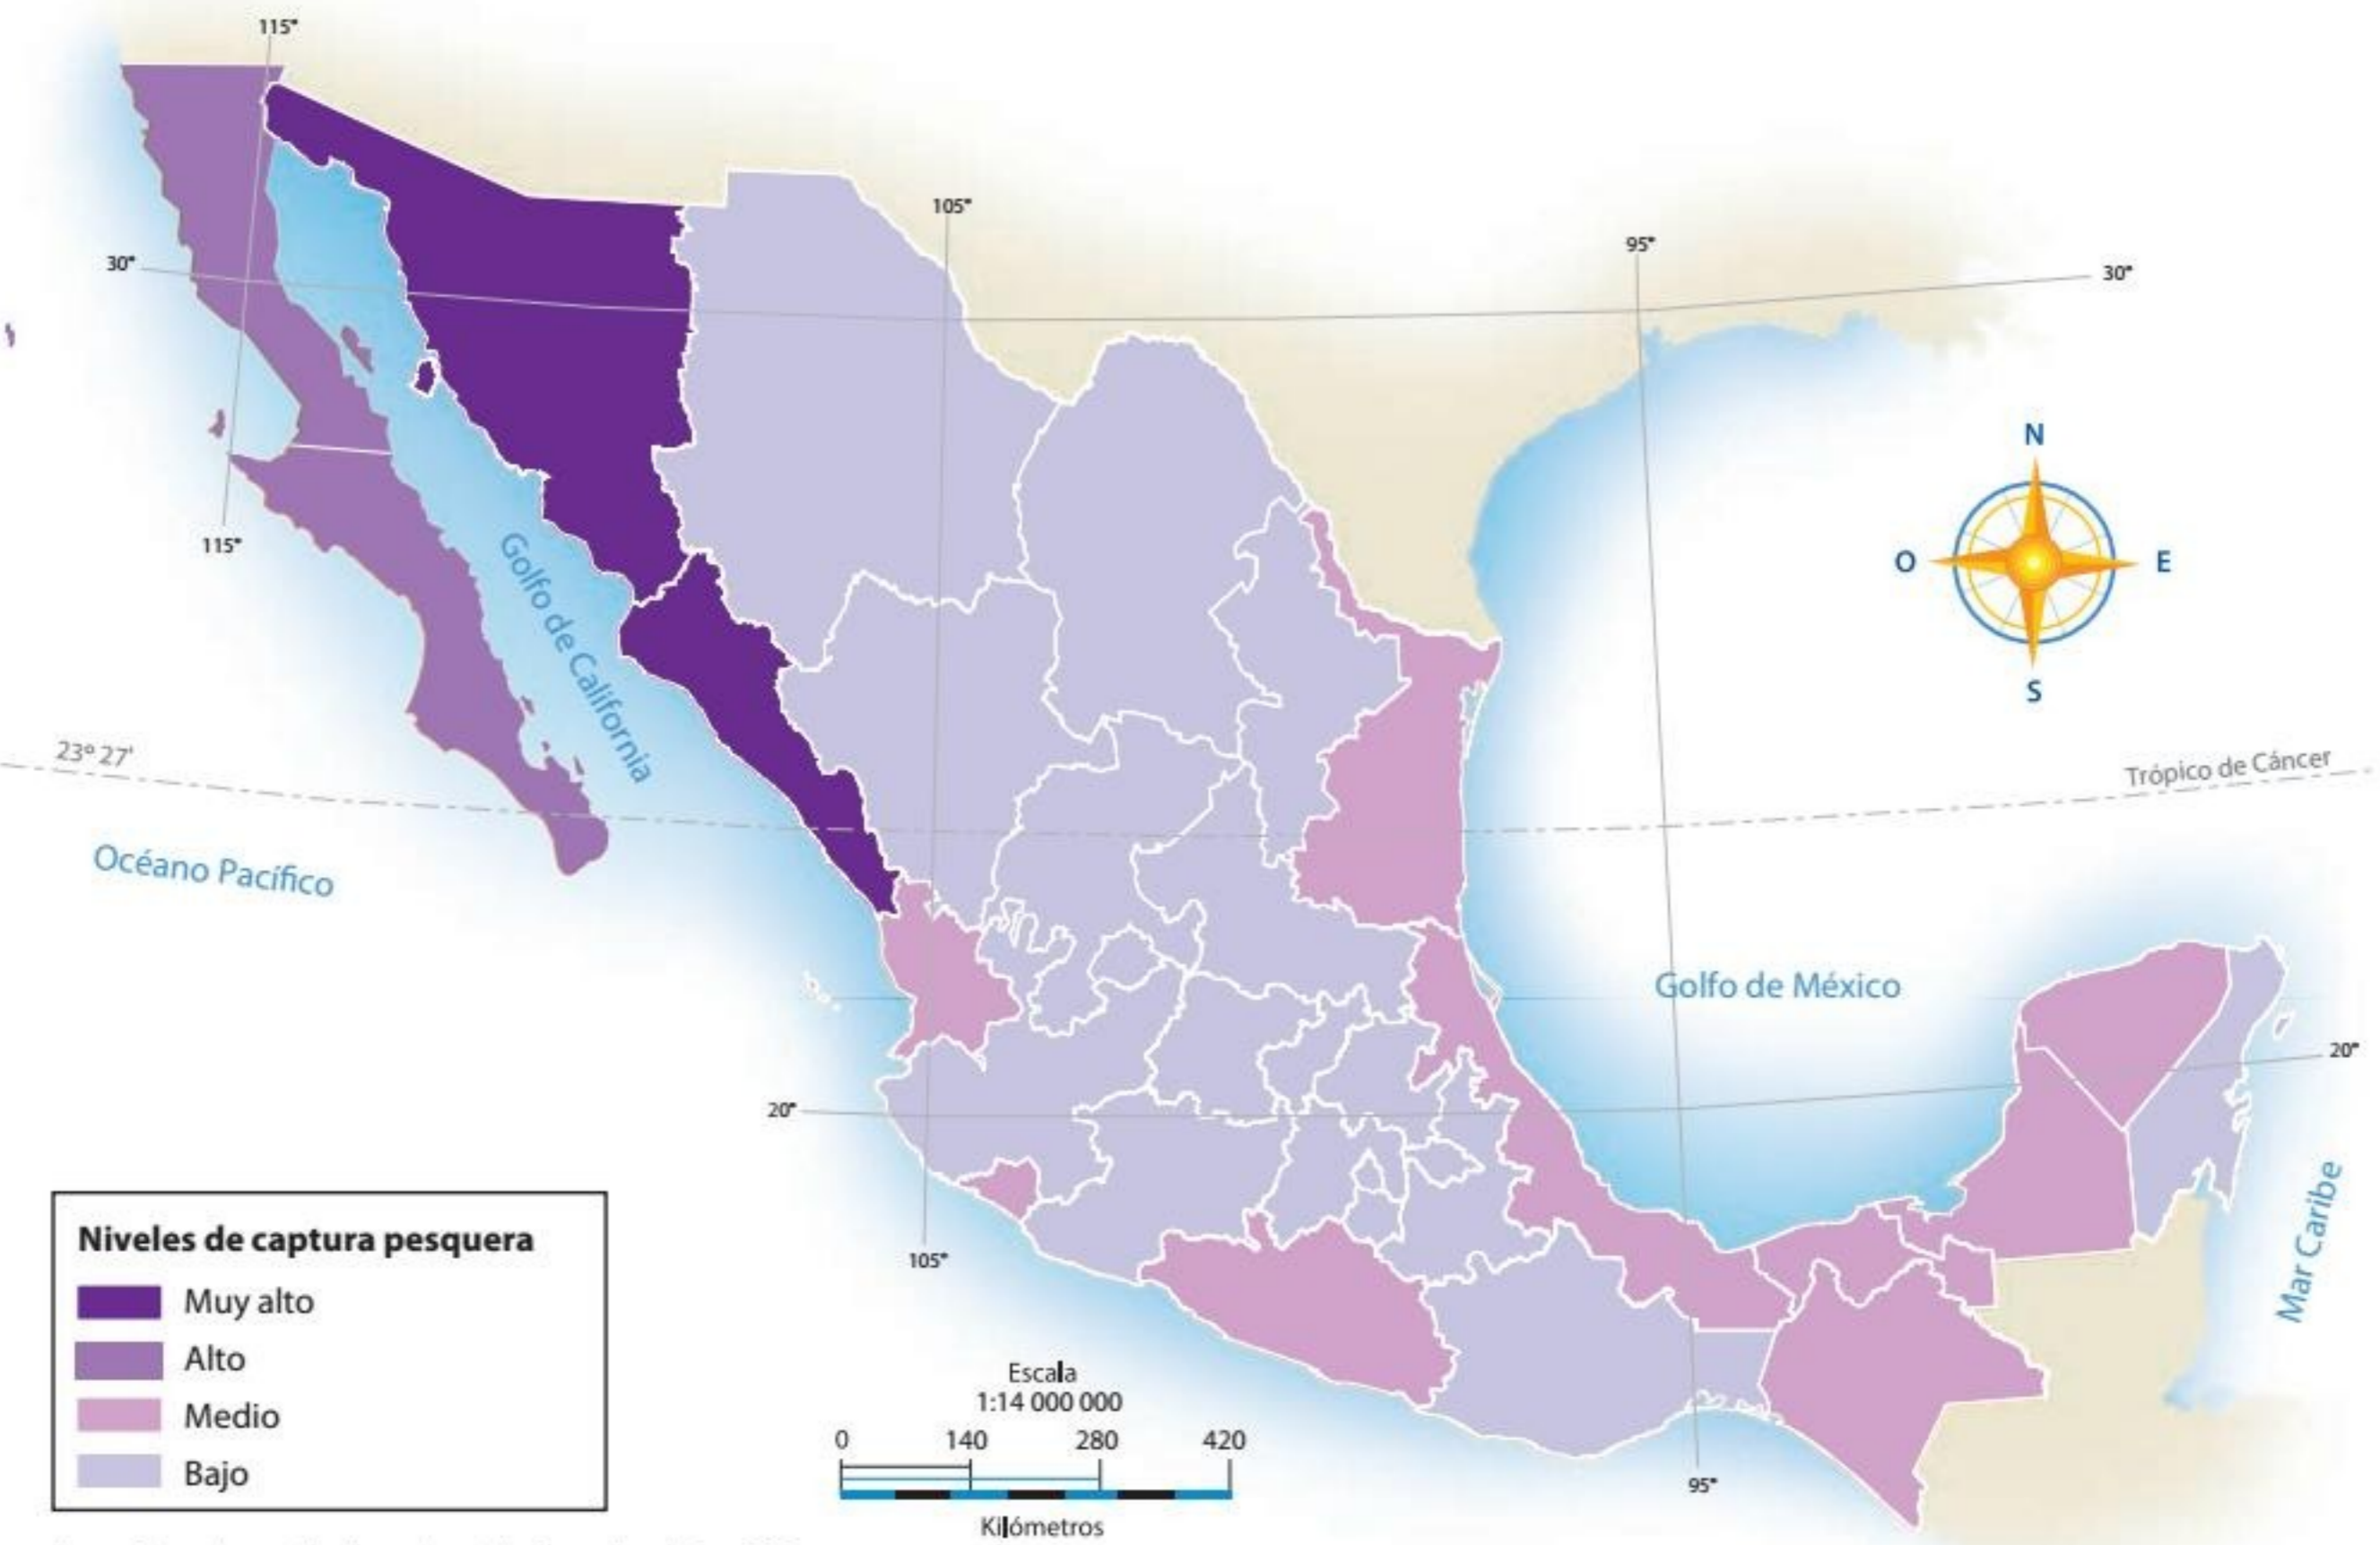 115°
105°
95°
30°
30°
N
O
E
S
115°
Golfo de California
23° 27'
Trópico de Cáncer
Océano Pacífico
Golfo de México
20°
20°
Mar Caribe
105°
Niveles de captura pesquera
Muy alto
Alto
Medio
Bajo
Escala
1:14 000 000
0 140 280 420
Kilómetros
95°